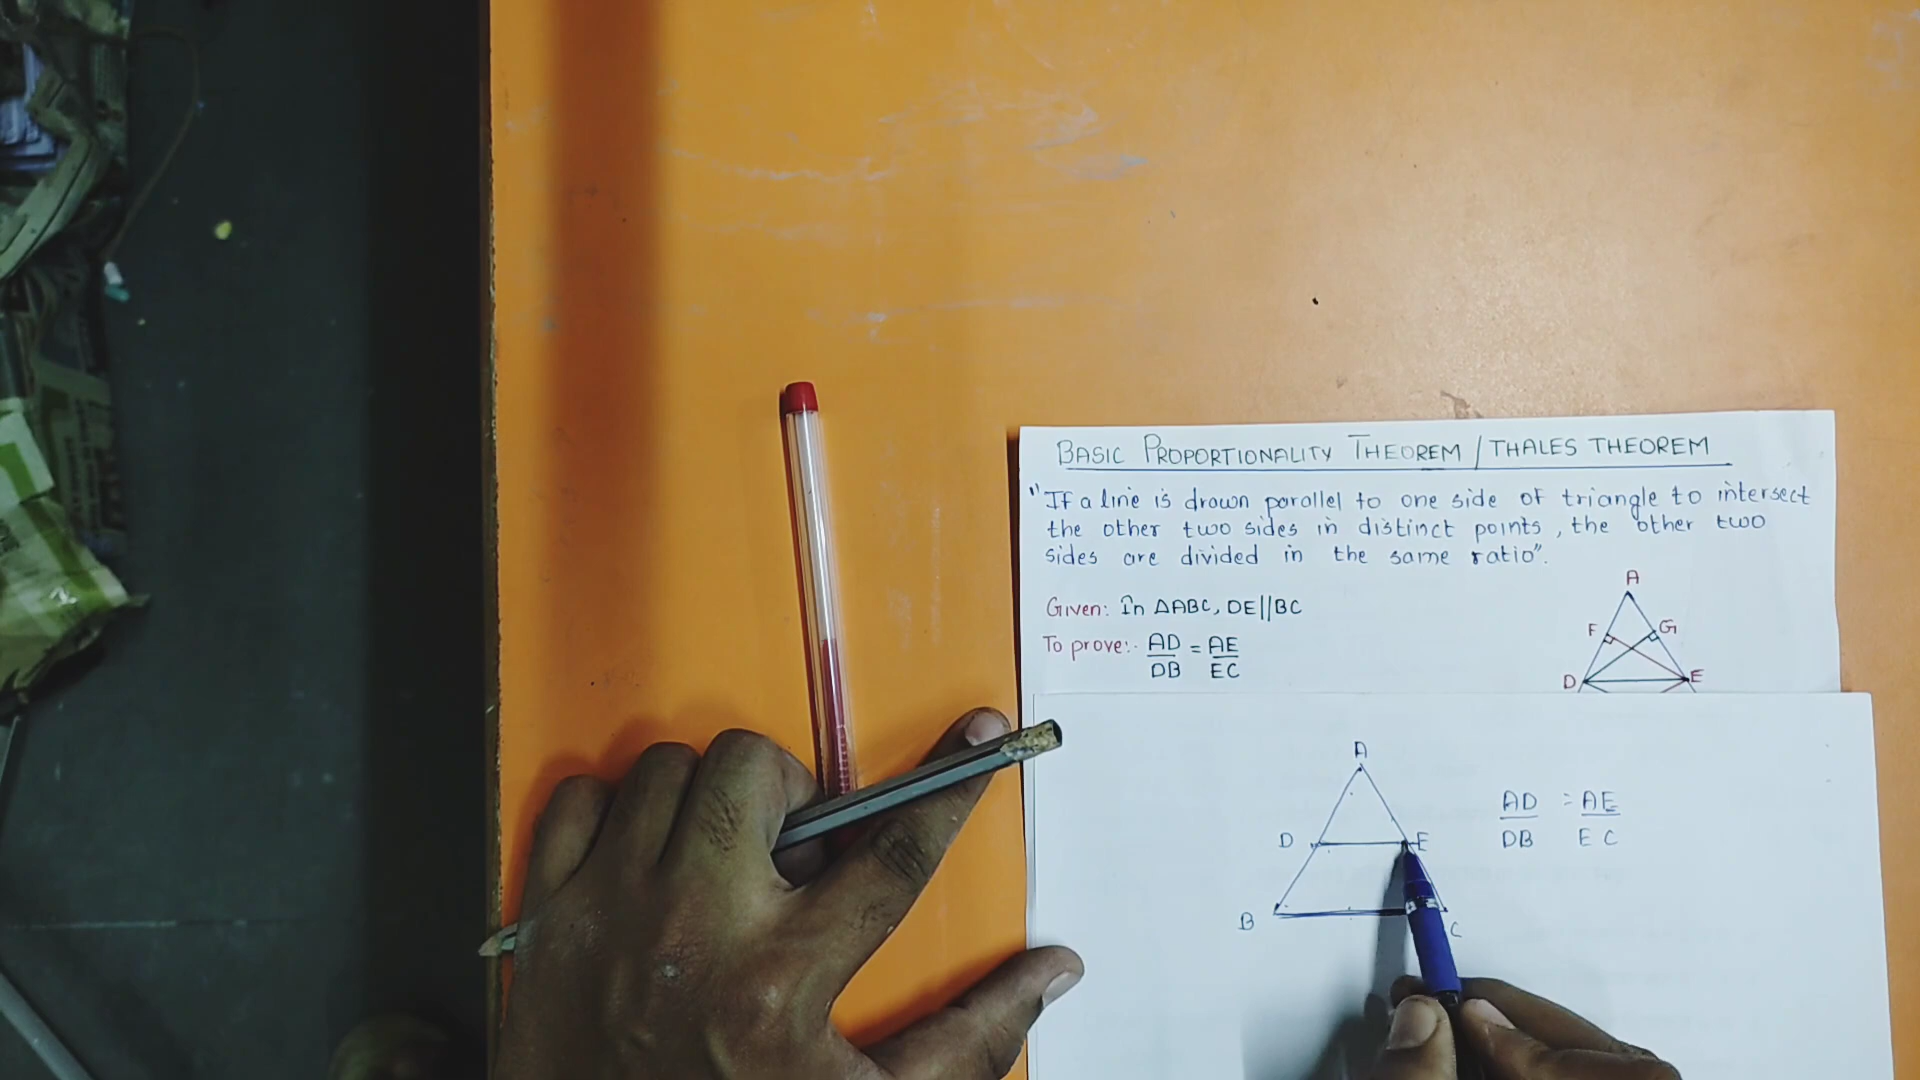 BASIC PROPORTIONALITY THEOREM / THALES THEOREM
"If a line is drawn parallel to one side of triangle to intersect
the other two sides in distinct points, the other two
sides are divided in the same ratio".
Given: In ΔABC, DE||BC
To prove:- AD/DB = AE/EC
A
F
G
D
E
A
D
E
B
C
AD/DB = AE/EC